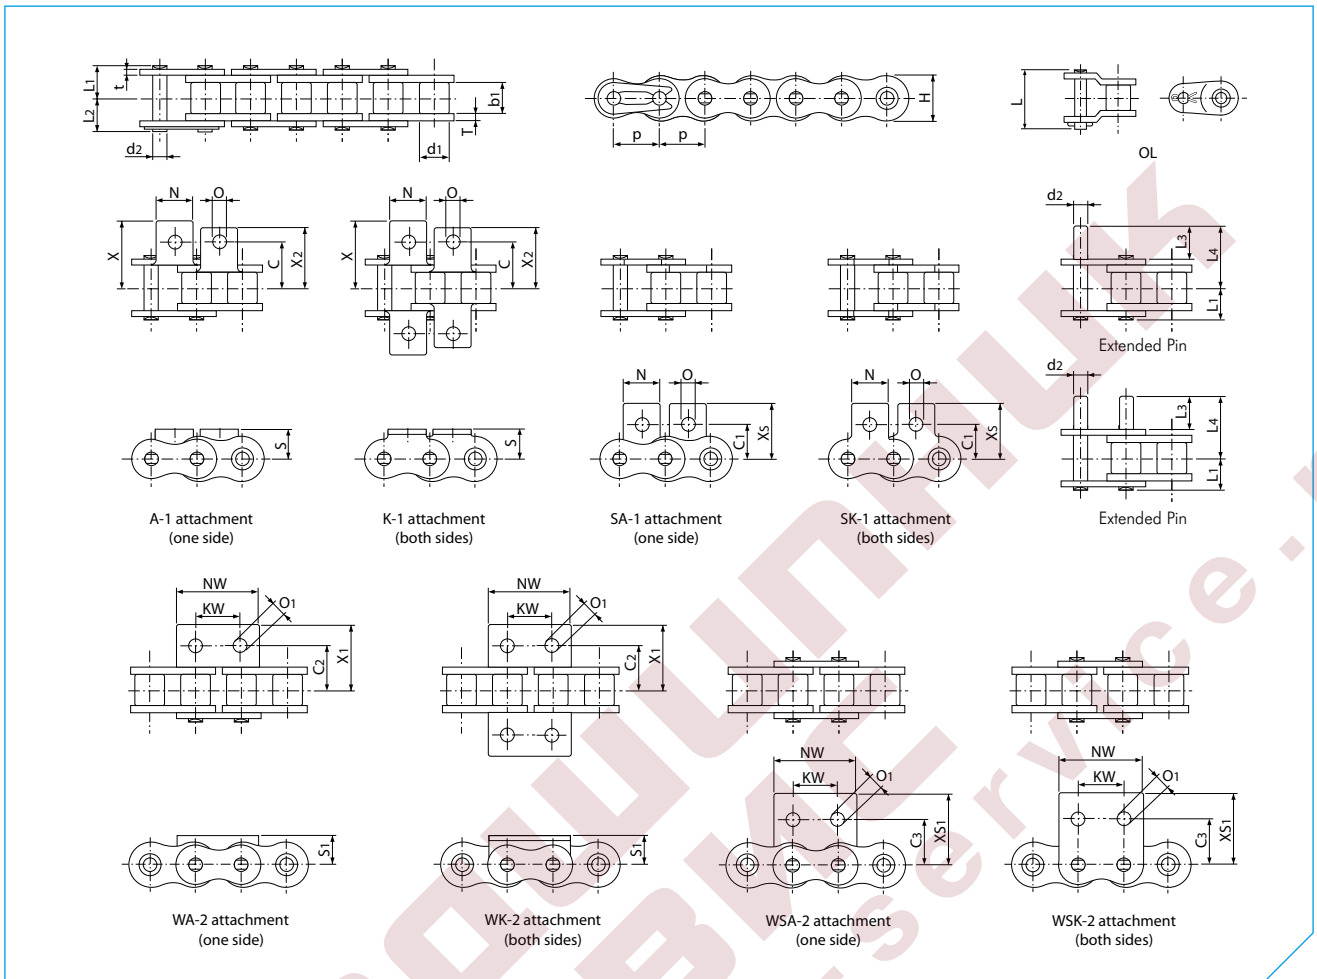 L1
t
L2
d2
b1
T
d1
p
p
H
L
OL
N
O
X
C
X2
N
O
X
C
X2
d2
L3
L4
L1
Extended Pin
S
A-1 attachment
(one side)
S
K-1 attachment
(both sides)
N
O
C1
XS
SA-1 attachment
(one side)
N
O
C1
XS
SK-1 attachment
(both sides)
d2
L3
L4
L1
Extended Pin
NW
KW
O1
C2
X1
NW
KW
O1
C2
X1
S1
WA-2 attachment
(one side)
S1
WK-2 attachment
(both sides)
NW
KW
O1
C3
XS1
WSA-2 attachment
(one side)
NW
KW
O1
C3
XS1
WSK-2 attachment
(both sides)